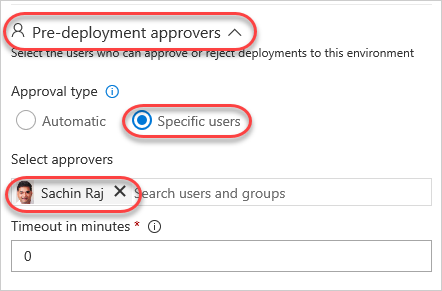 Pre-deployment approvers
Select the users who can approve or reject deployments to this environment
Approval type
Automatic Specific users
Select approvers
Sachin Raj Search users and groups
Timeout in minutes *
0